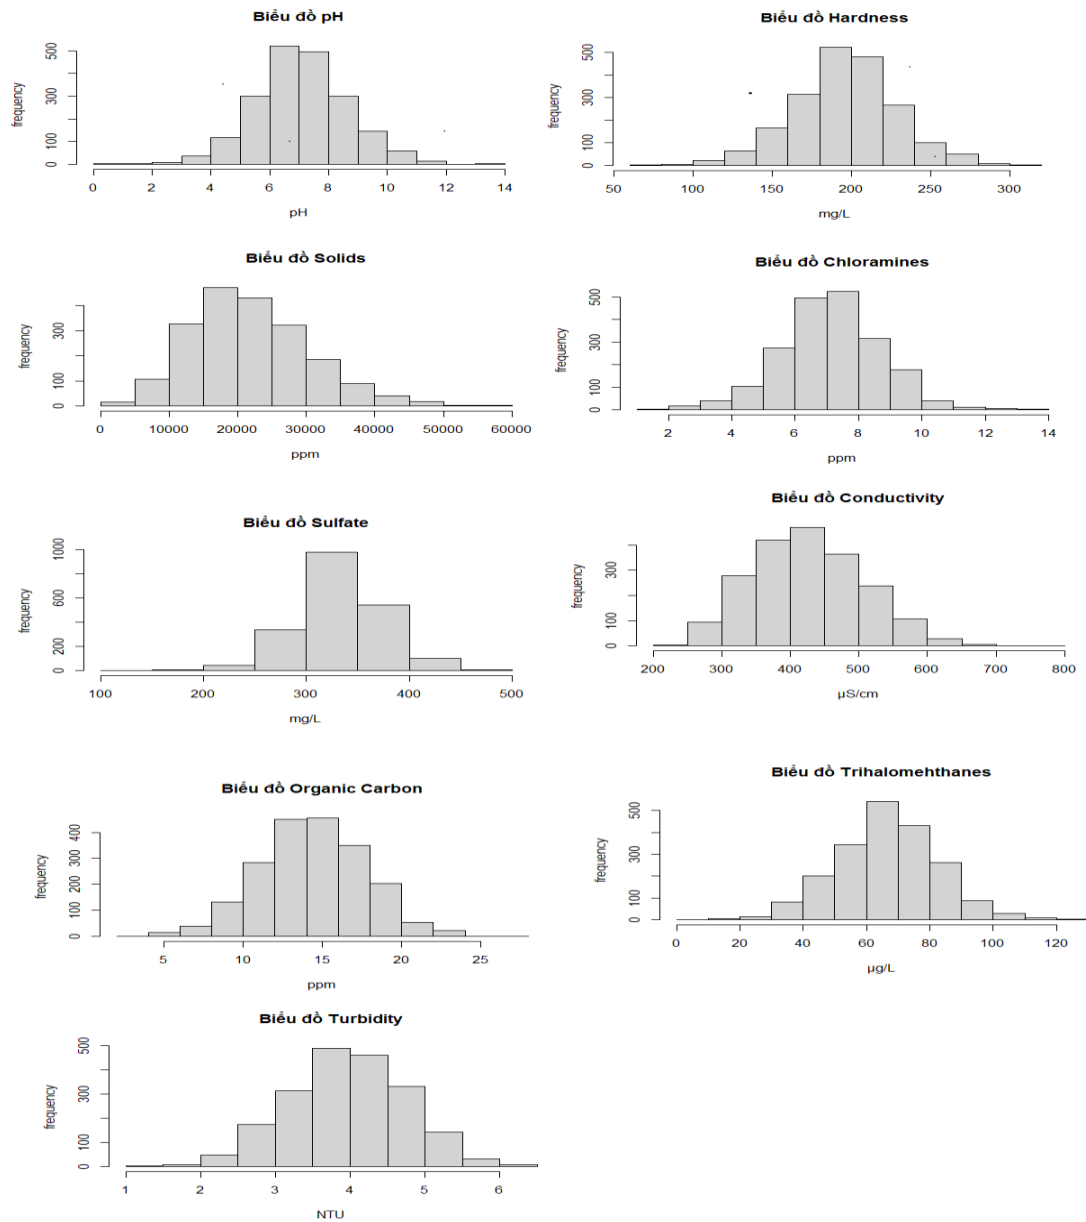 Biểu đồ pH
frequency
100 300 500
0 2 4 6 8 10 12 14
pH
Biểu đồ Hardness
frequency
100 300 500
50 100 150 200 250 300
mg/L
Biểu đồ Solids
frequency
0 100 300
0 10000 20000 30000 40000 50000 60000
ppm
Biểu đồ Chloramines
frequency
0 100 300 500
2 4 6 8 10 12 14
ppm
Biểu đồ Sulfate
frequency
0 200 600 1000
100 200 300 400 500
mg/L
Biểu đồ Conductivity
frequency
0 100 300
200 300 400 500 600 700 800
µS/cm
Biểu đồ Organic Carbon
frequency
0 100 200 300 400
5 10 15 20 25
ppm
Biểu đồ Trihalomehthanes
frequency
0 100 300 500
0 20 40 60 80 100 120
µg/L
Biểu đồ Turbidity
frequency
0 100 300 500
1 2 3 4 5 6
NTU